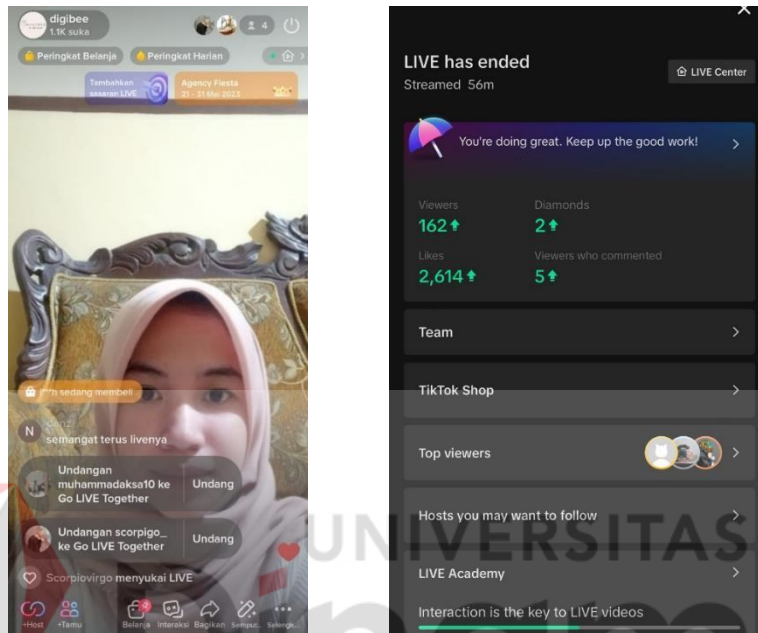 digibee
1.1K suka
4
Peringkat Belanja
Peringkat Harian
Tambahkan
sasaran LIVE
Agency Fiesta
21 - 31 Mei 2023
i**h sedang membeli
N
semangat terus livenya
Undangan
muhammadaksa10 ke
Go LIVE Together
Undang
Undangan scorpigo_
ke Go LIVE Together
Undang
Scorpiovirgo menyukai LIVE
+Host
+Tamu
4
Belanja
Interaksi
Bagikan
Sempur...
Selengk...
LIVE has ended
Streamed 56m
LIVE Center
You're doing great. Keep up the good work!
Viewers
162
Diamonds
2
Likes
2,614
Viewers who commented
5
Team
TikTok Shop
Top viewers
Hosts you may want to follow
LIVE Academy
Interaction is the key to LIVE videos
UNIVERSITAS